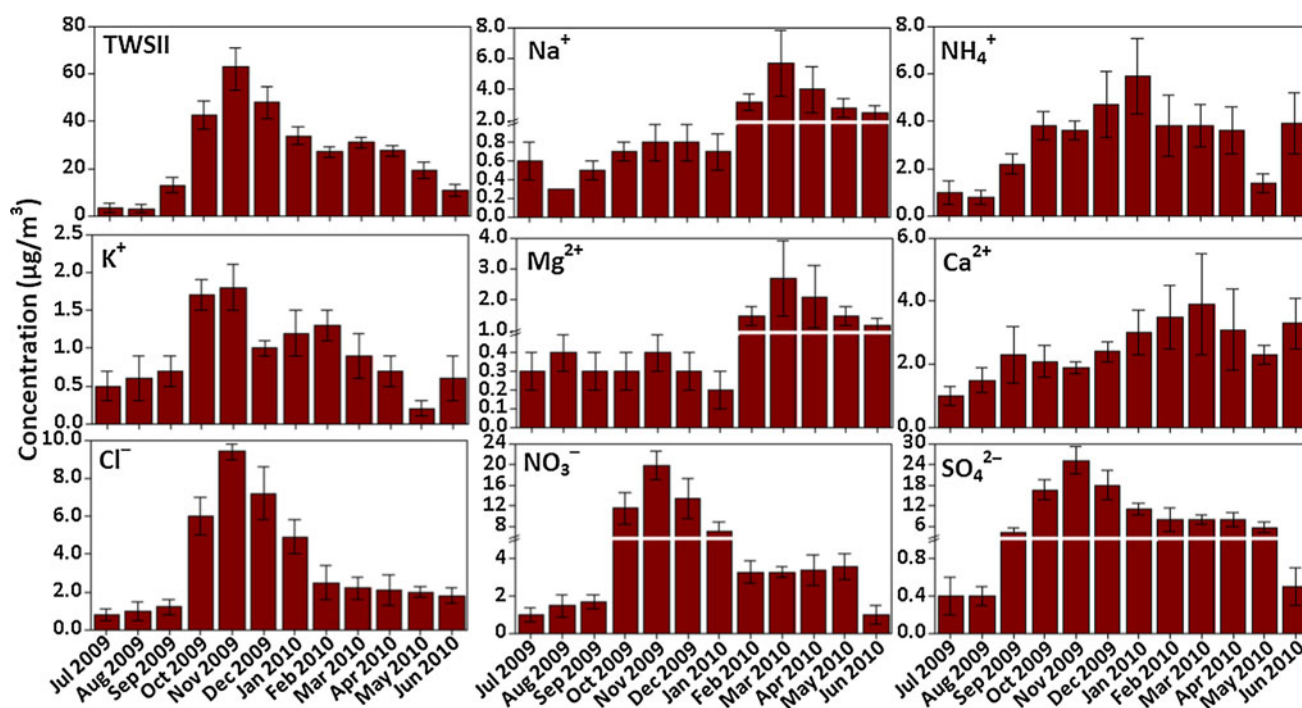 Concentration (µg/m³)
TWSII
80
60
40
20
0
Na⁺
8.0
6.0
4.0
2.0
0.8
0.6
0.4
0.2
0.0
NH₄⁺
8.0
6.0
4.0
2.0
0.0
K⁺
2.5
2.0
1.5
1.0
0.5
0.0
Mg²⁺
4.0
3.0
2.0
1.0
0.4
0.3
0.2
0.1
0.0
Ca²⁺
6.0
4.0
2.0
0.0
Cl⁻
10.0
8.0
6.0
4.0
2.0
0.0
NO₃⁻
24
18
12
6
4
2
0
SO₄²⁻
30
24
18
12
6
0.8
0.4
0.0
Jul 2009
Aug 2009
Sep 2009
Oct 2009
Nov 2009
Dec 2009
Jan 2010
Feb 2010
Mar 2010
Apr 2010
May 2010
Jun 2010
Jul 2009
Aug 2009
Sep 2009
Oct 2009
Nov 2009
Dec 2009
Jan 2010
Feb 2010
Mar 2010
Apr 2010
May 2010
Jun 2010
Jul 2009
Aug 2009
Sep 2009
Oct 2009
Nov 2009
Dec 2009
Jan 2010
Feb 2010
Mar 2010
Apr 2010
May 2010
Jun 2010